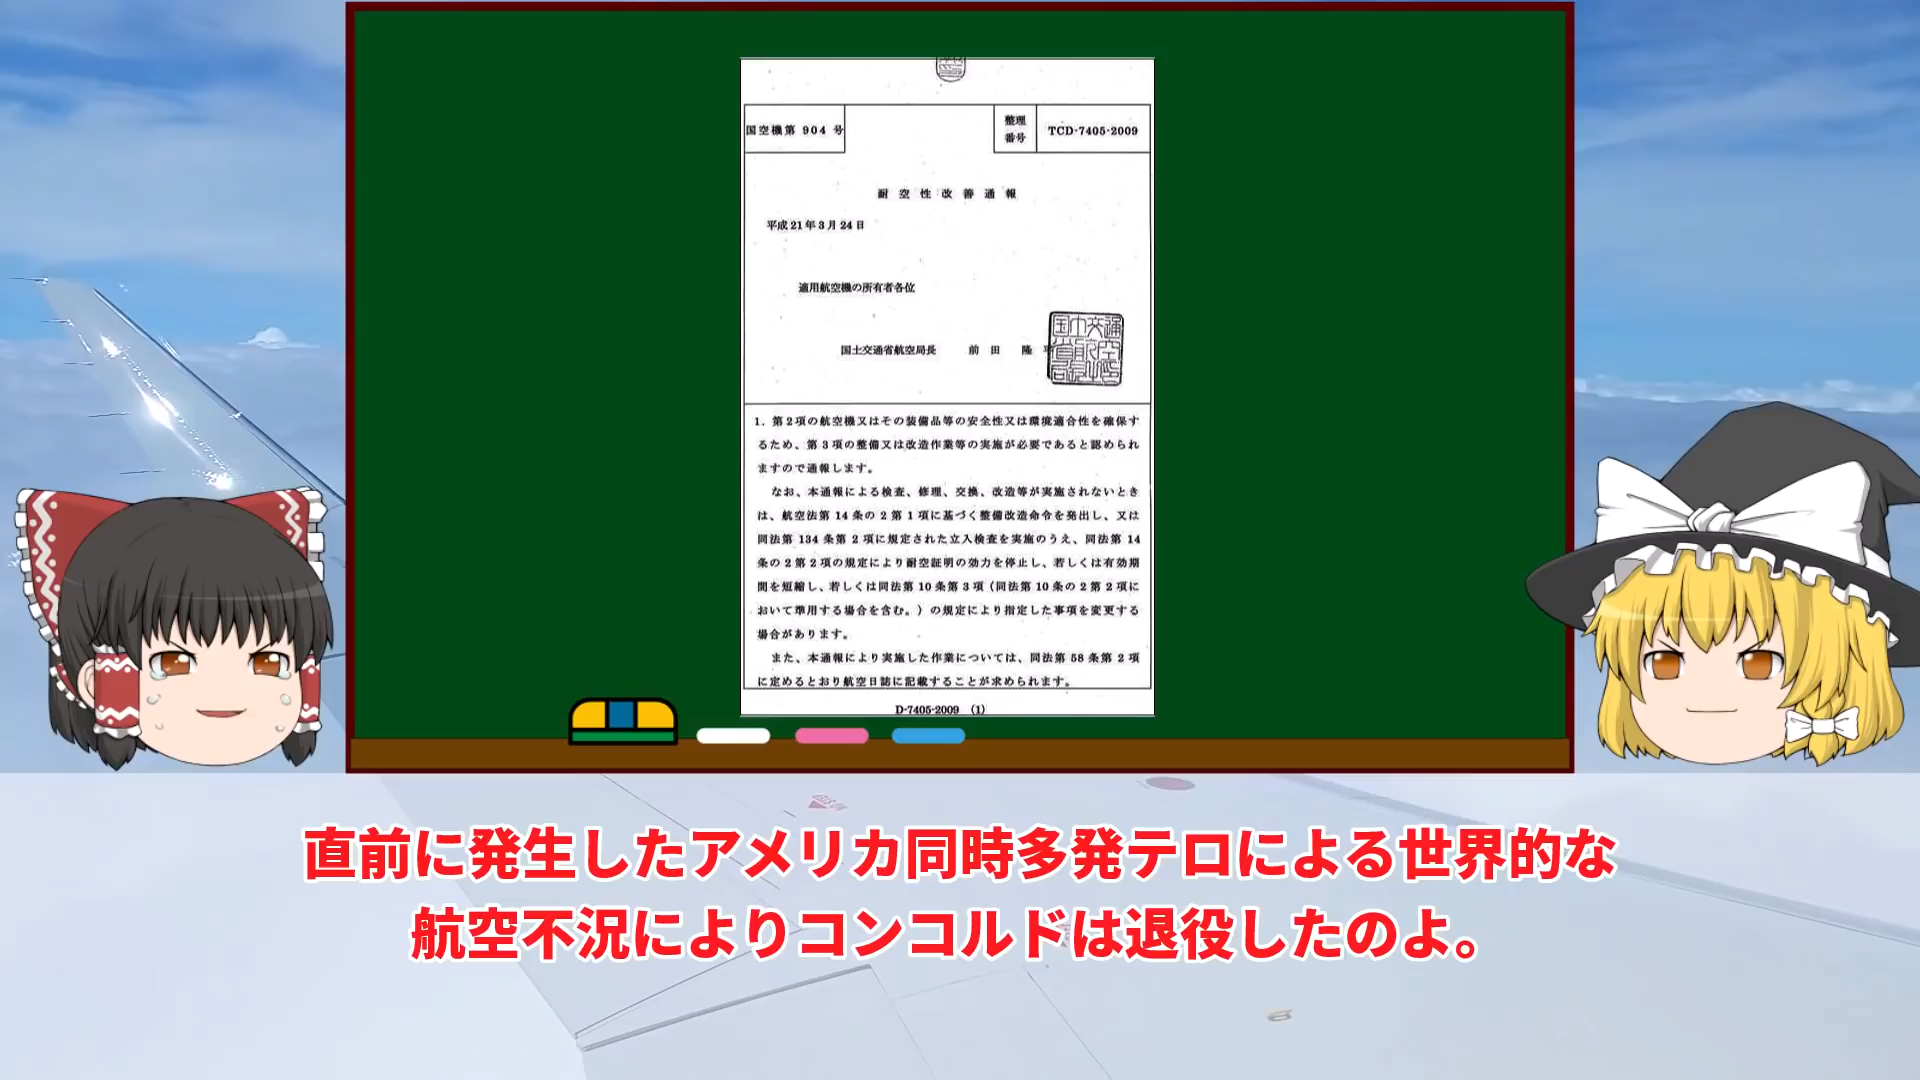 国空機第 904 号
整理
番号
TCD-7405-2009
耐 空 性 改 善 通 報
平成21年3月24日
適用航空機の所有者各位
国土交通省航空局長 前 田 隆
国土交通
省航空
局長之印
1. 第2項の航空機又はその装備品等の安全性又は環境適合性を確保す
るため、第3項の整備又は改造作業等の実施が必要であると認められ
ますので通報します。
なお、本通報による検査、修理、交換、改造等が実施されないとき
は、航空法第14条の2第1項に基づく整備改造命令を発出し、又は
同法第134条第2項に規定された立入検査を実施のうえ、同法第14
条の2第2項の規定により耐空証明の効力を停止し、若しくは有効期
間を短縮し、若しくは同法第10条第3項（同法第10条の2第2項に
おいて準用する場合を含む。）の規定により指定した事項を変更する
場合があります。
また、本通報により実施した作業については、同法第58条第2項
に定めるとおり航空日誌に記載することが求められます。
D-7405-2009 (1)
直前に発生したアメリカ同時多発テロによる世界的な
航空不況によりコンコルドは退役したのよ。